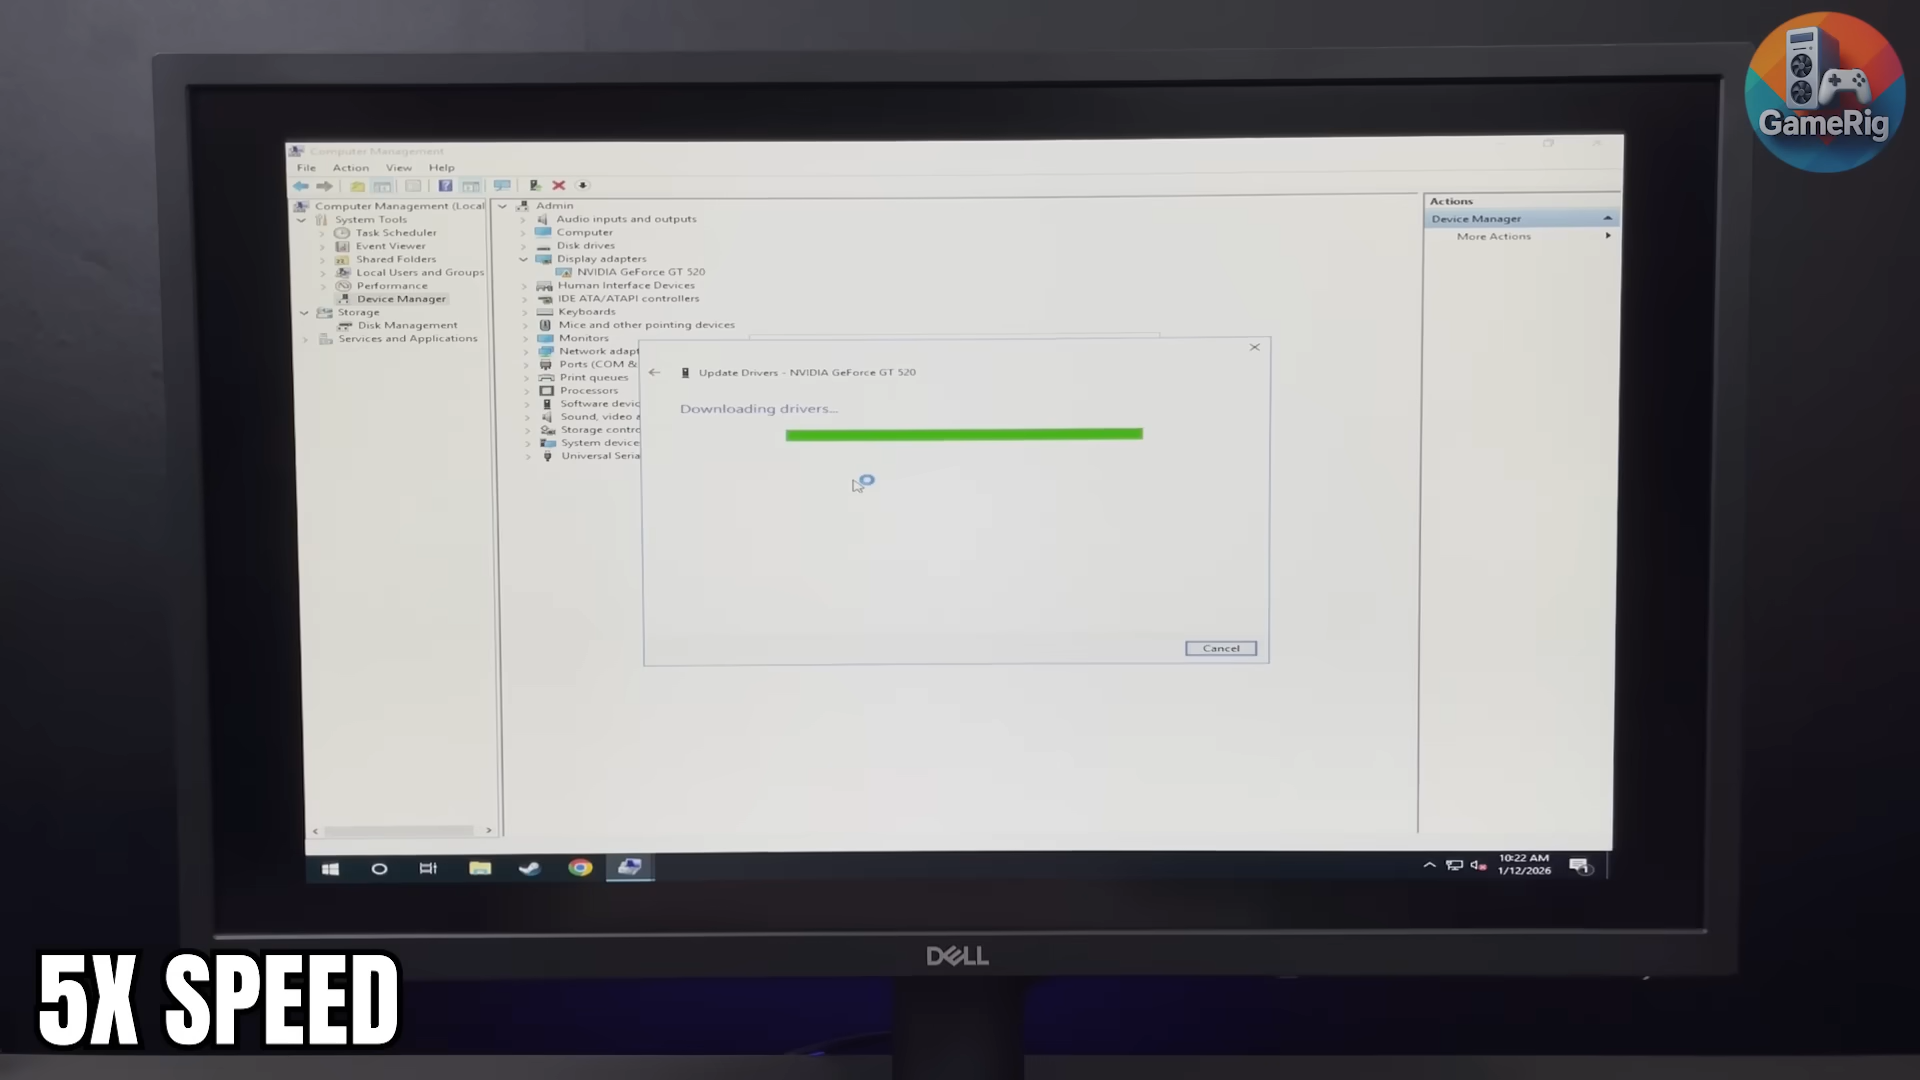 GameRig
Computer Management
File Action View Help
Computer Management (Local
System Tools
Task Scheduler
Event Viewer
Shared Folders
Local Users and Groups
Performance
Device Manager
Storage
Disk Management
Services and Applications
Admin
Audio inputs and outputs
Computer
Disk drives
Display adapters
NVIDIA GeForce GT 520
Human Interface Devices
IDE ATA/ATAPI controllers
Keyboards
Mice and other pointing devices
Monitors
Network adapt
Ports (COM &
Print queues
Processors
Software devic
Sound, video a
Storage contro
System device
Universal Seria
Update Drivers - NVIDIA GeForce GT 520
Downloading drivers...
Cancel
Actions
Device Manager
More Actions
10:22 AM
1/12/2026
1
DELL
5X SPEED